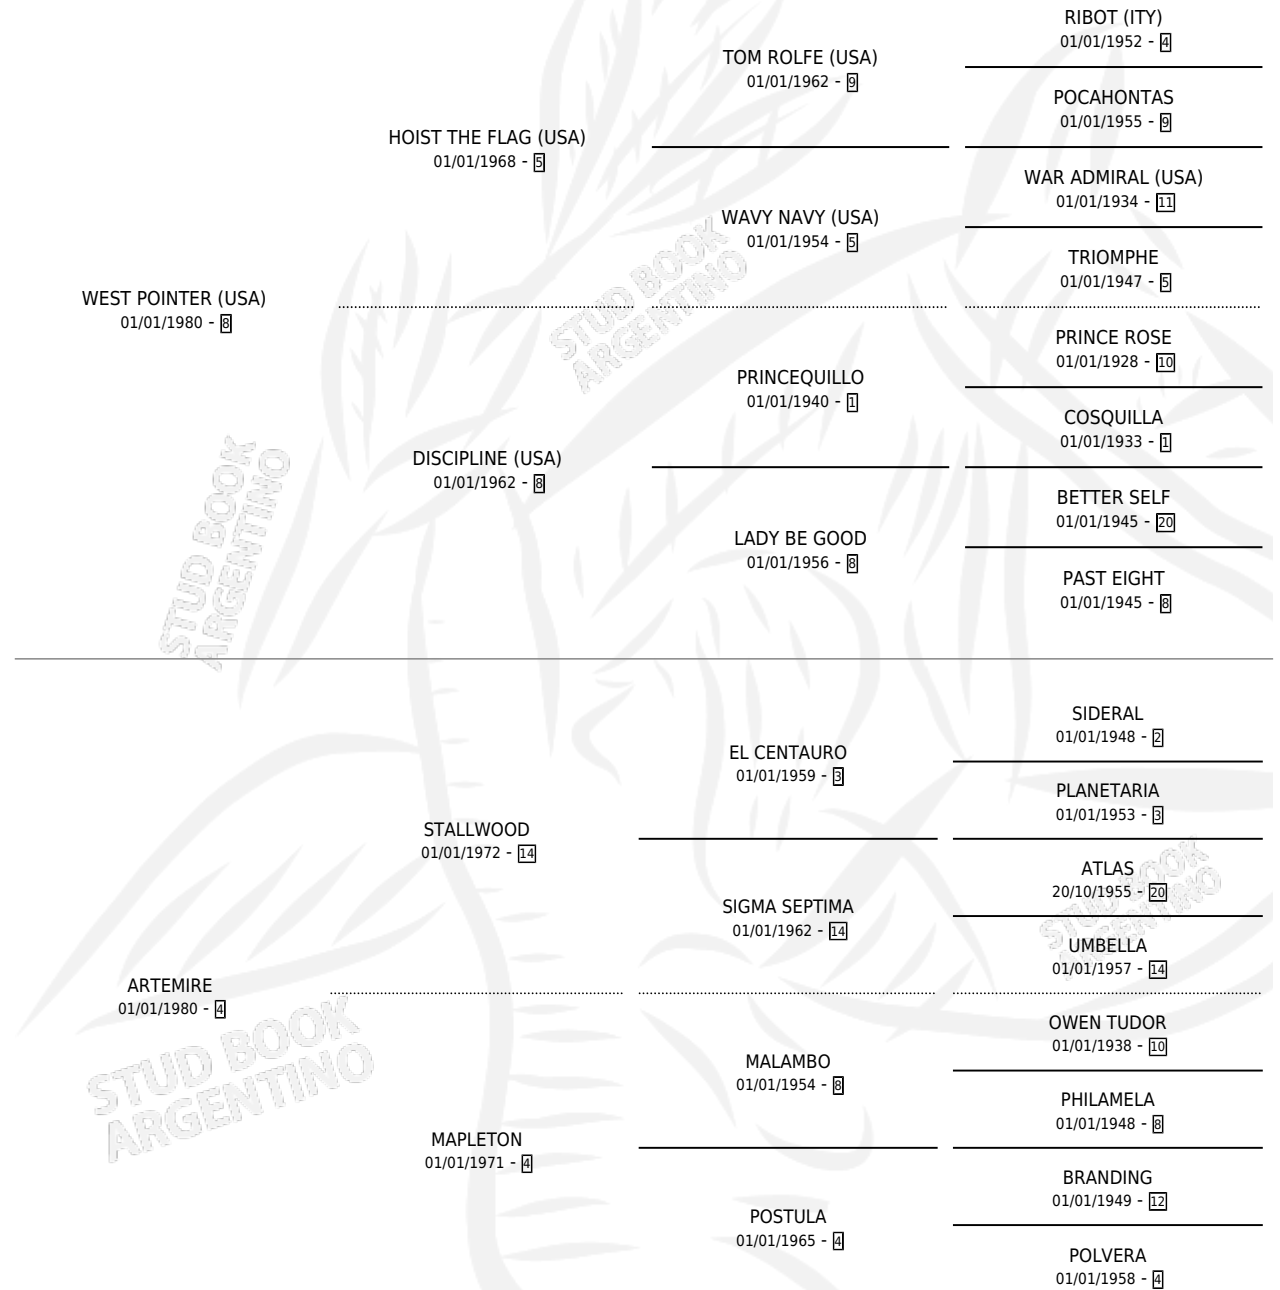 RIBOT (ITY)
01/01/1952 - 4
TOM ROLFE (USA)
01/01/1962 - 9
POCAHONTAS
01/01/1955 - 9
HOIST THE FLAG (USA)
01/01/1968 - 5
WAR ADMIRAL (USA)
01/01/1934 - 11
WAVY NAVY (USA)
01/01/1954 - 5
TRIOMPHE
01/01/1947 - 5
WEST POINTER (USA)
01/01/1980 - 8
PRINCE ROSE
01/01/1928 - 10
PRINCEQUILLO
01/01/1940 - 1
COSQUILLA
01/01/1933 - 1
DISCIPLINE (USA)
01/01/1962 - 8
BETTER SELF
01/01/1945 - 20
LADY BE GOOD
01/01/1956 - 8
PAST EIGHT
01/01/1945 - 8
STUD BOOK
ARGENTINO
STUD BOOK
ARGENTINO
SIDERAL
01/01/1948 - 2
EL CENTAURO
01/01/1959 - 3
PLANETARIA
01/01/1953 - 3
STALLWOOD
01/01/1972 - 14
ATLAS
20/10/1955 - 20
SIGMA SEPTIMA
01/01/1962 - 14
UMBELLA
01/01/1957 - 14
ARTEMIRE
01/01/1980 - 4
OWEN TUDOR
01/01/1938 - 10
MALAMBO
01/01/1954 - 8
PHILAMELA
01/01/1948 - 8
MAPLETON
01/01/1971 - 4
BRANDING
01/01/1949 - 12
POSTULA
01/01/1965 - 4
POLVERA
01/01/1958 - 4
STUD BOOK
ARGENTINO
STUD BOOK
ARGENTINO